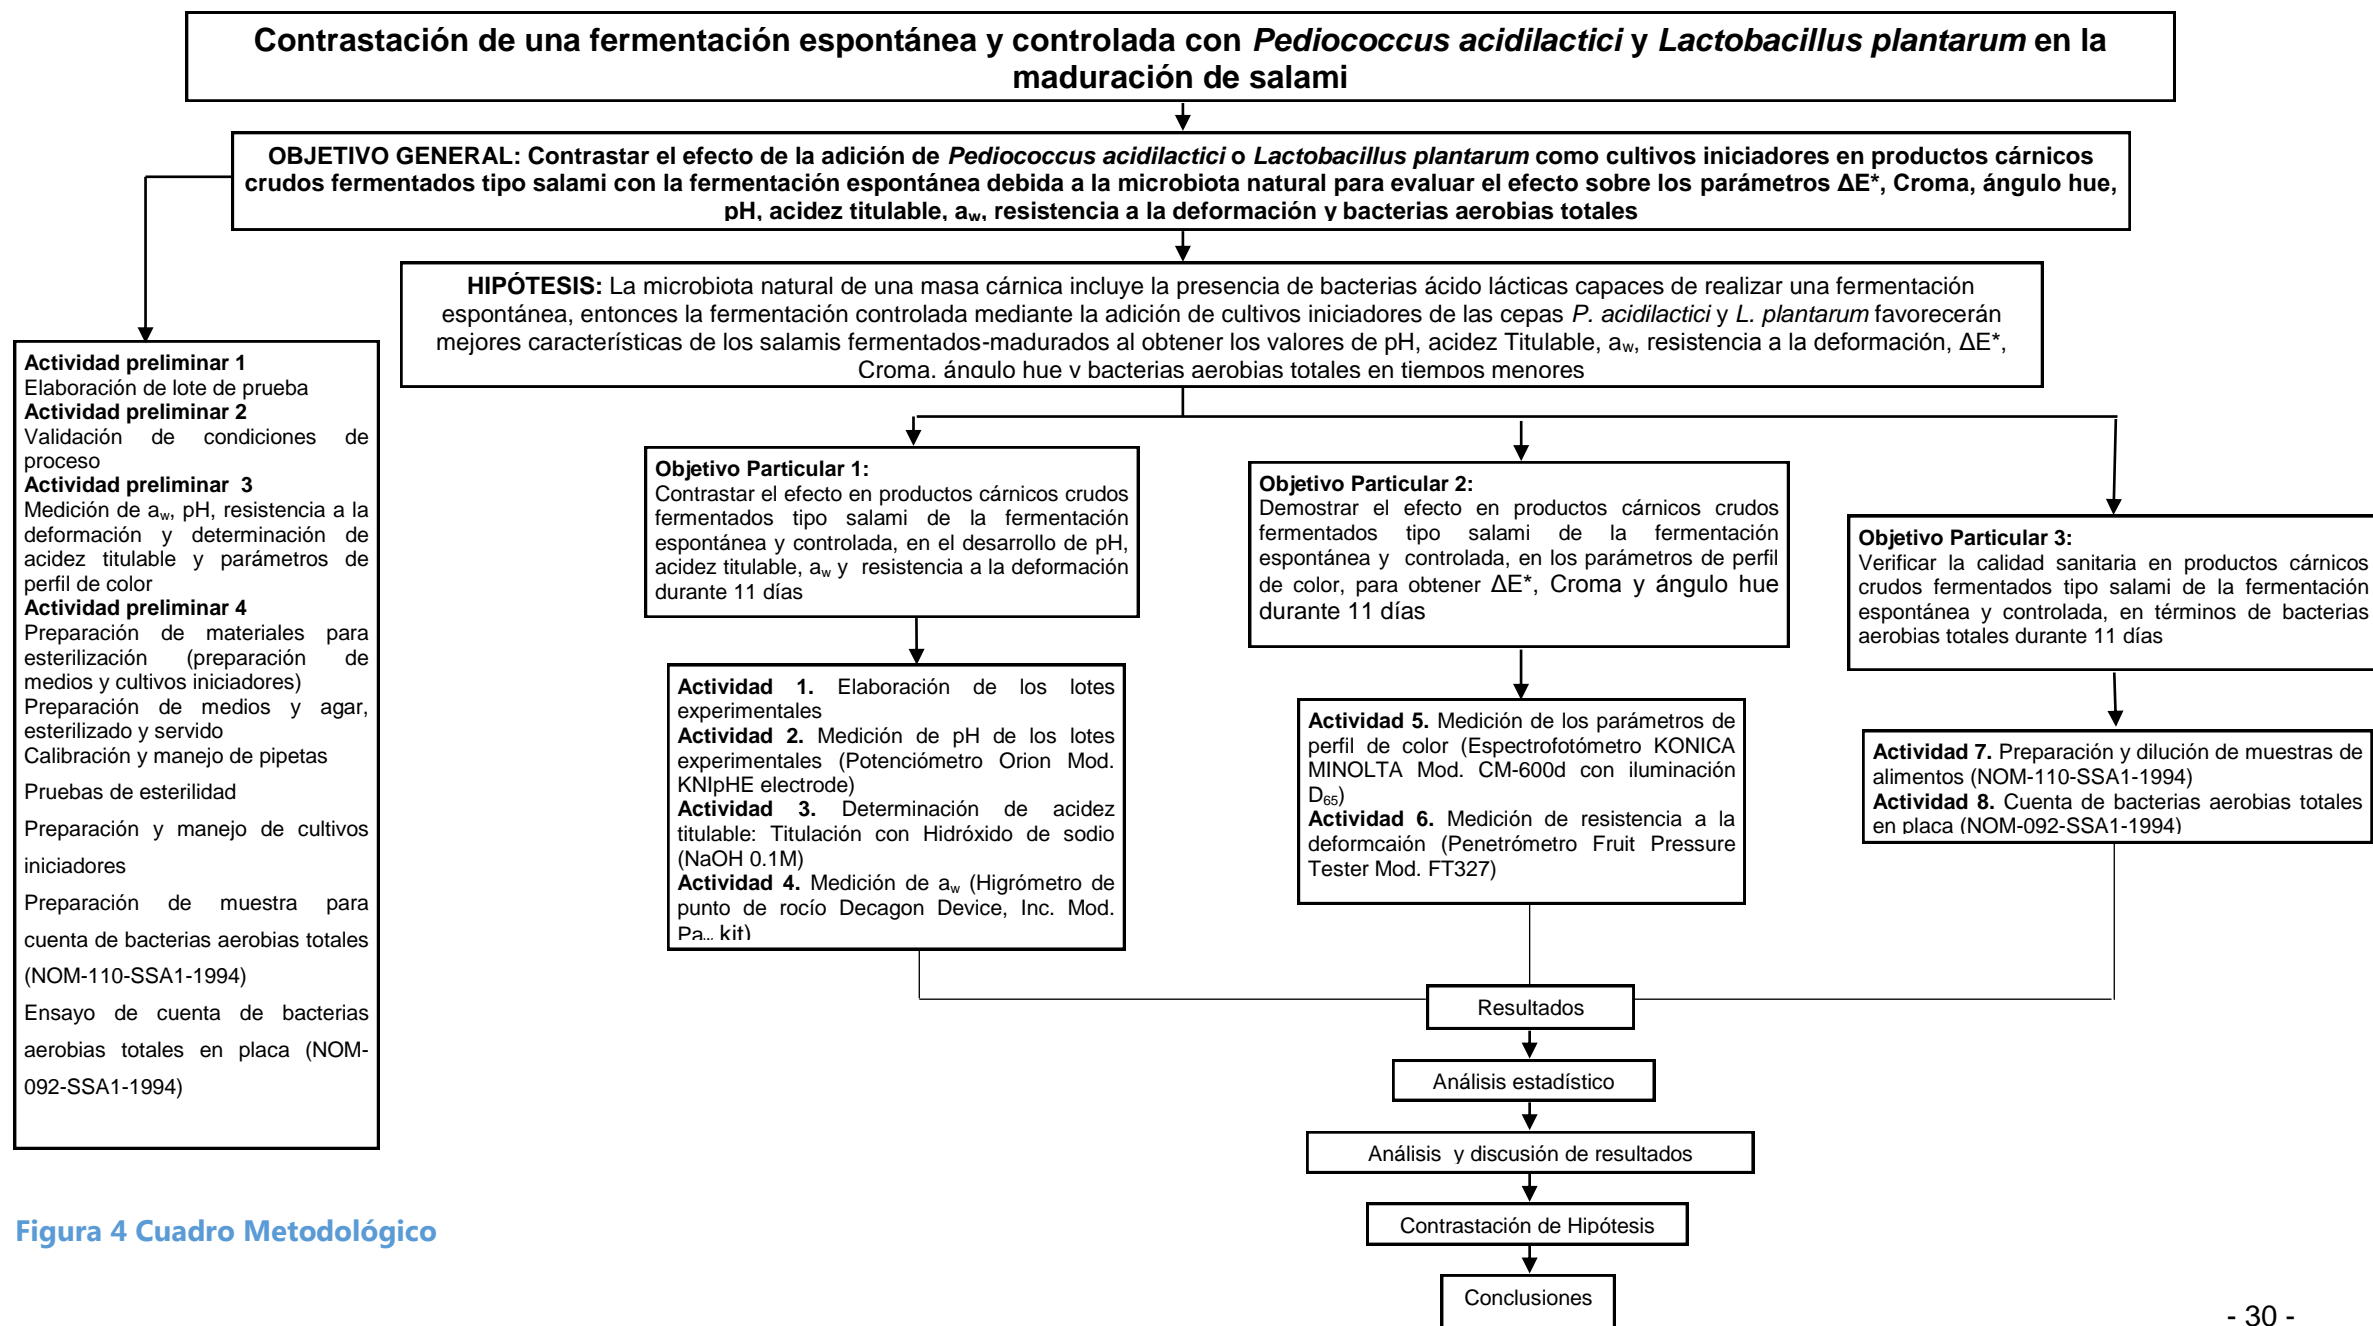 Contrastación de una fermentación espontánea y controlada con Pediococcus acidilactici y Lactobacillus plantarum en la
maduración de salami
OBJETIVO GENERAL: Contrastar el efecto de la adición de Pediococcus acidilactici o Lactobacillus plantarum como cultivos iniciadores en productos cárnicos
crudos fermentados tipo salami con la fermentación espontánea debida a la microbiota natural para evaluar el efecto sobre los parámetros ΔE*, Croma, ángulo hue,
pH, acidez titulable, aw, resistencia a la deformación y bacterias aerobias totales
HIPÓTESIS: La microbiota natural de una masa cárnica incluye la presencia de bacterias ácido lácticas capaces de realizar una fermentación
espontánea, entonces la fermentación controlada mediante la adición de cultivos iniciadores de las cepas P. acidilactici y L. plantarum favorecerán
mejores características de los salamis fermentados-madurados al obtener los valores de pH, acidez Titulable, aw, resistencia a la deformación, ΔE*,
Croma, ángulo hue y bacterias aerobias totales en tiempos menores
Actividad preliminar 1
Elaboración de lote de prueba
Actividad preliminar 2
Validación de condiciones de
proceso
Actividad preliminar 3
Medición de aw, pH, resistencia a la
deformación y determinación de
acidez titulable y parámetros de
perfil de color
Actividad preliminar 4
Preparación de materiales para
esterilización (preparación de
medios y cultivos iniciadores)
Preparación de medios y agar,
esterilizado y servido
Calibración y manejo de pipetas
Pruebas de esterilidad
Preparación y manejo de cultivos
iniciadores
Preparación de muestra para
cuenta de bacterias aerobias totales
(NOM-110-SSA1-1994)
Ensayo de cuenta de bacterias
aerobias totales en placa (NOM-
092-SSA1-1994)
Objetivo Particular 1:
Contrastar el efecto en productos cárnicos crudos
fermentados tipo salami de la fermentación
espontánea y controlada, en el desarrollo de pH,
acidez titulable, aw y resistencia a la deformación
durante 11 días
Actividad 1. Elaboración de los lotes
experimentales
Actividad 2. Medición de pH de los lotes
experimentales (Potenciómetro Orion Mod.
KNIpHE electrode)
Actividad 3. Determinación de acidez
titulable: Titulación con Hidróxido de sodio
(NaOH 0.1M)
Actividad 4. Medición de aw (Higrómetro de
punto de rocío Decagon Device, Inc. Mod.
Paw kit)
Objetivo Particular 2:
Demostrar el efecto en productos cárnicos crudos
fermentados tipo salami de la fermentación
espontánea y controlada, en los parámetros de perfil
de color, para obtener ΔE*, Croma y ángulo hue
durante 11 días
Actividad 5. Medición de los parámetros de
perfil de color (Espectrofotómetro KONICA
MINOLTA Mod. CM-600d con iluminación
D65)
Actividad 6. Medición de resistencia a la
deformcaión (Penetrómetro Fruit Pressure
Tester Mod. FT327)
Objetivo Particular 3:
Verificar la calidad sanitaria en productos cárnicos
crudos fermentados tipo salami de la fermentación
espontánea y controlada, en términos de bacterias
aerobias totales durante 11 días
Actividad 7. Preparación y dilución de muestras de
alimentos (NOM-110-SSA1-1994)
Actividad 8. Cuenta de bacterias aerobias totales
en placa (NOM-092-SSA1-1994)
Resultados
Análisis estadístico
Análisis y discusión de resultados
Contrastación de Hipótesis
Conclusiones
Figura 4 Cuadro Metodológico
- 30 -